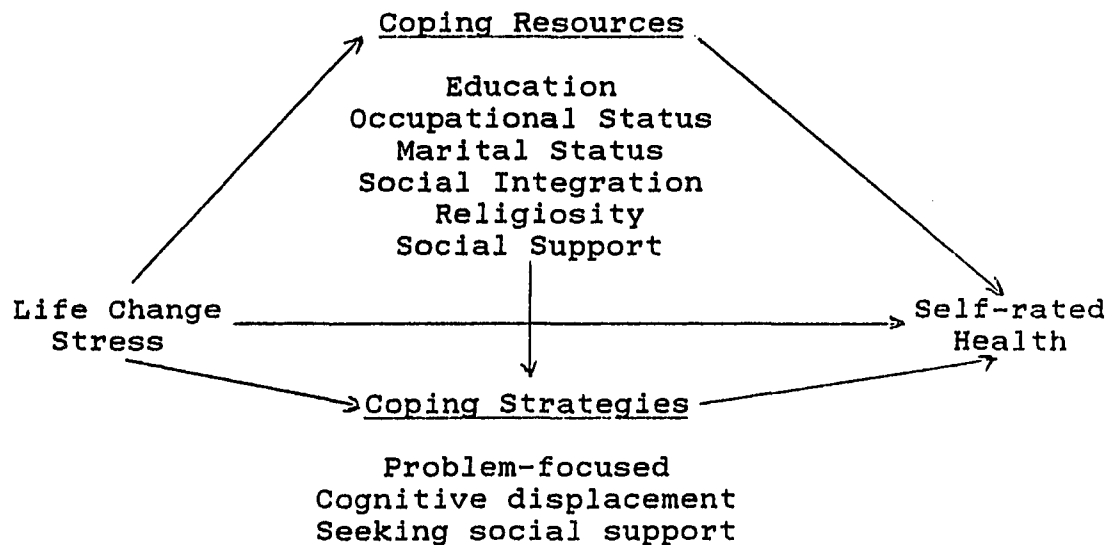 Coping Resources
Education
Occupational Status
Marital Status
Social Integration
Religiosity
Social Support
Life Change
Stress
Self-rated
Health
Coping Strategies
Problem-focused
Cognitive displacement
Seeking social support